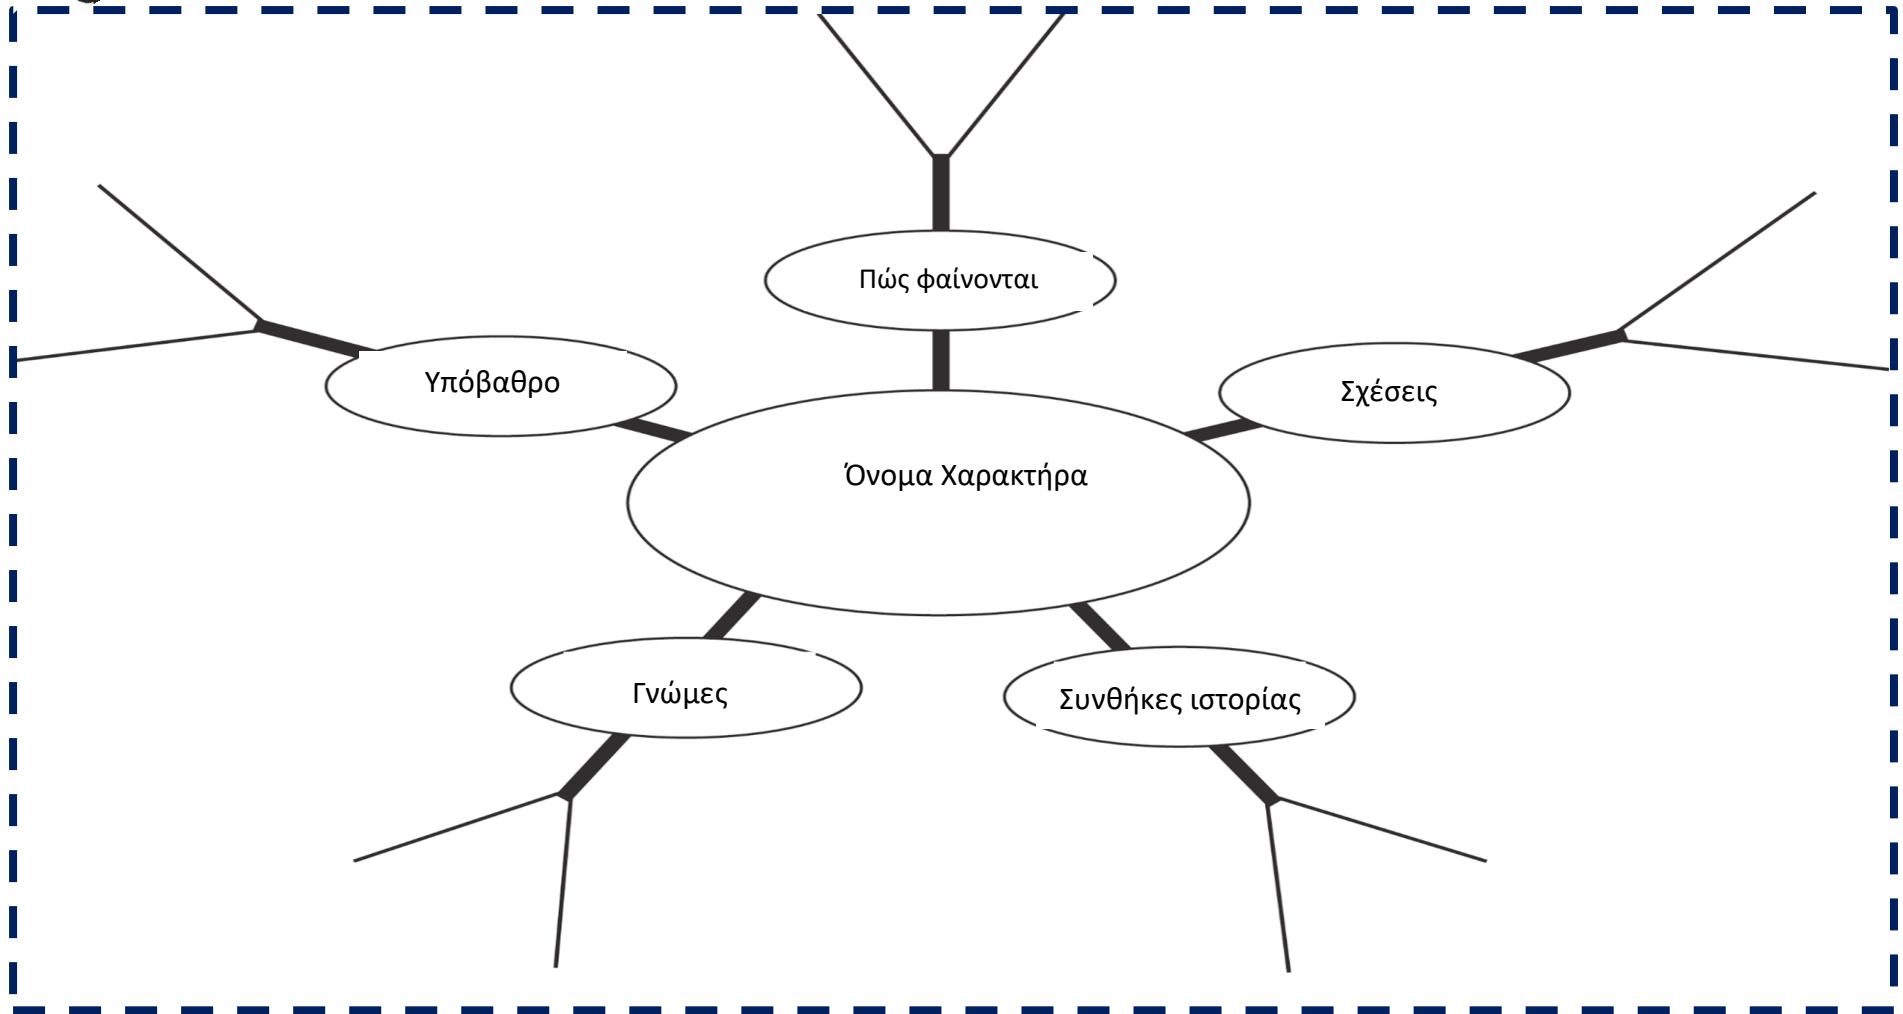 Πώς φαίνονται
Υπόβαθρο
Σχέσεις
Όνομα Χαρακτήρα
Γνώμες
Συνθήκες ιστορίας